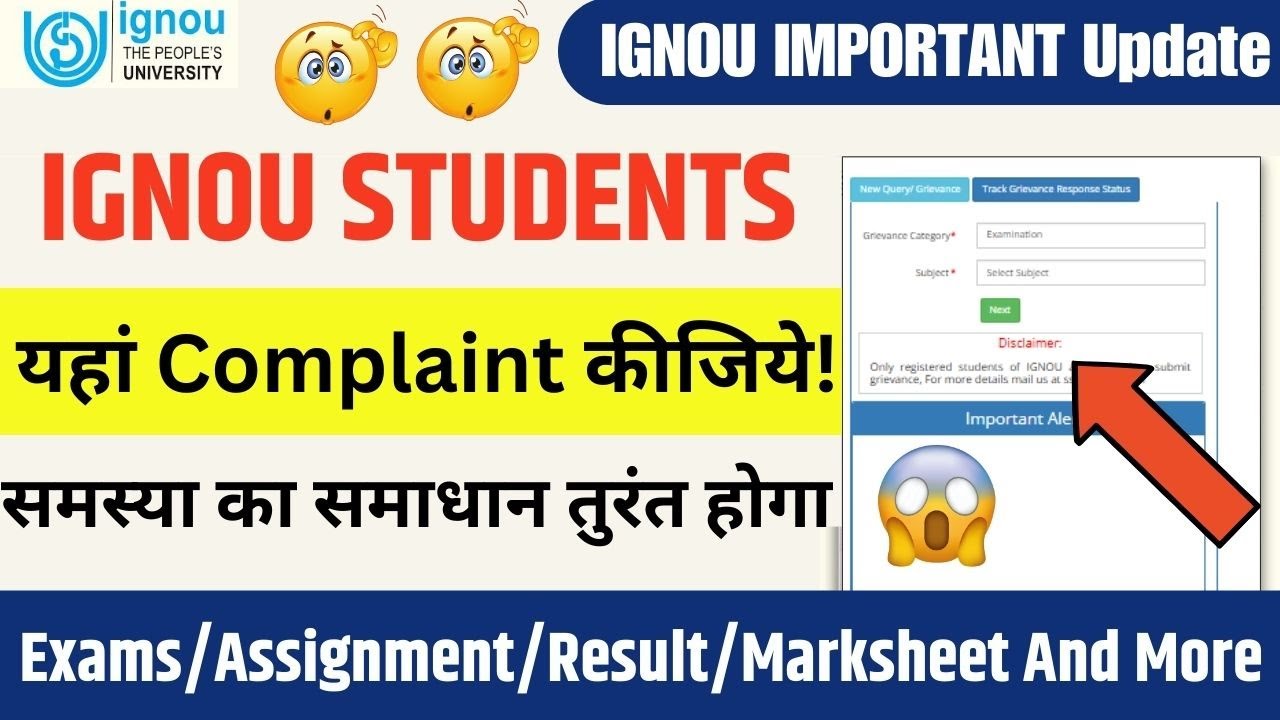 ignou
THE PEOPLE'S
UNIVERSITY
IGNOU IMPORTANT Update
IGNOU STUDENTS
यहां Complaint कीजिये!
समस्या का समाधान तुरंत होगा
New Query/ Grievance
Track Grievance Response Status
Grievance Category*
Examination
Subject *
Select Subject
Next
Disclaimer:
Only registered students of IGNOU submit
grievance, For more details mail us at
Important
Exams/Assignment/Result/Marksheet And More